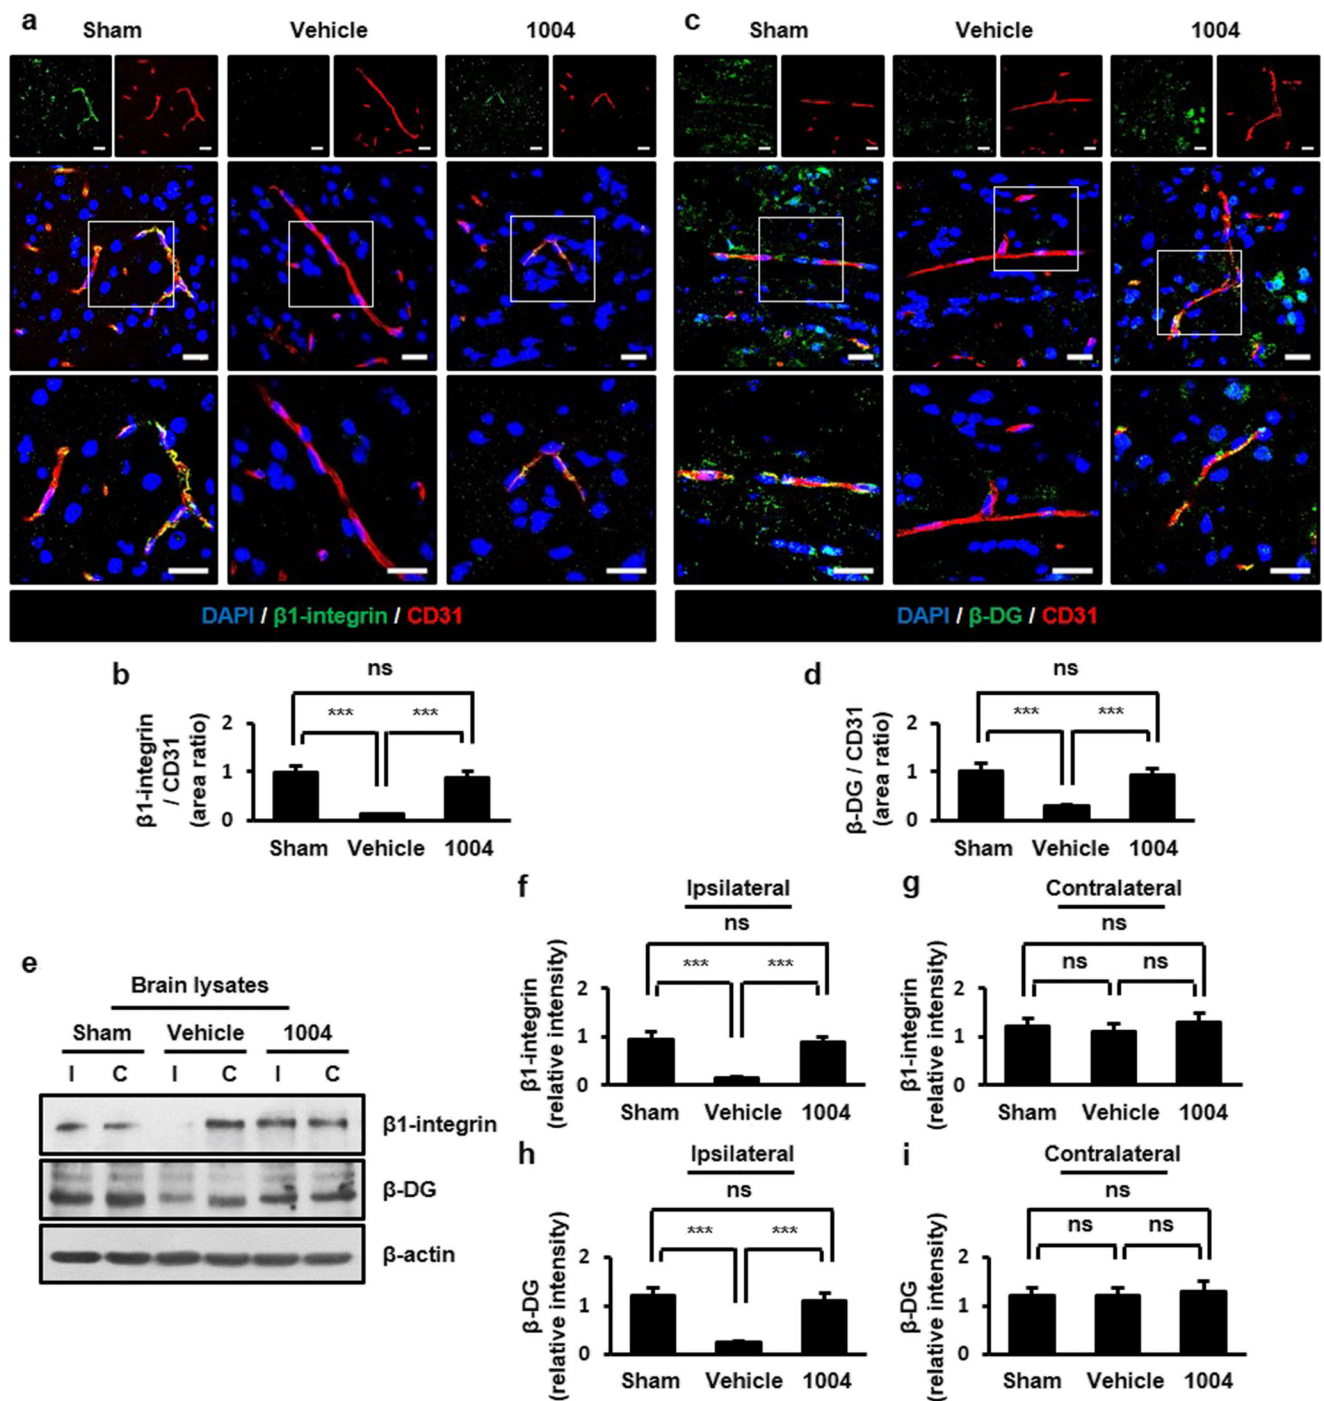 a
Sham Vehicle 1004
c
Sham Vehicle 1004
DAPI / β1-integrin / CD31
DAPI / β-DG / CD31
b
ns
*** ***
β1-integrin
/ CD31
(area ratio)
2
1
0
Sham Vehicle 1004
d
ns
*** ***
β-DG / CD31
(area ratio)
2
1
0
Sham Vehicle 1004
e
Brain lysates
Sham Vehicle 1004
I C I C I C
β1-integrin
β-DG
β-actin
f
Ipsilateral
ns
*** ***
β1-integrin
(relative intensity)
2
1
0
Sham Vehicle 1004
g
Contralateral
ns
ns ns
β1-integrin
(relative intensity)
2
1
0
Sham Vehicle 1004
h
Ipsilateral
ns
*** ***
β-DG
(relative intensity)
2
1
0
Sham Vehicle 1004
i
Contralateral
ns
ns ns
β-DG
(relative intensity)
2
1
0
Sham Vehicle 1004